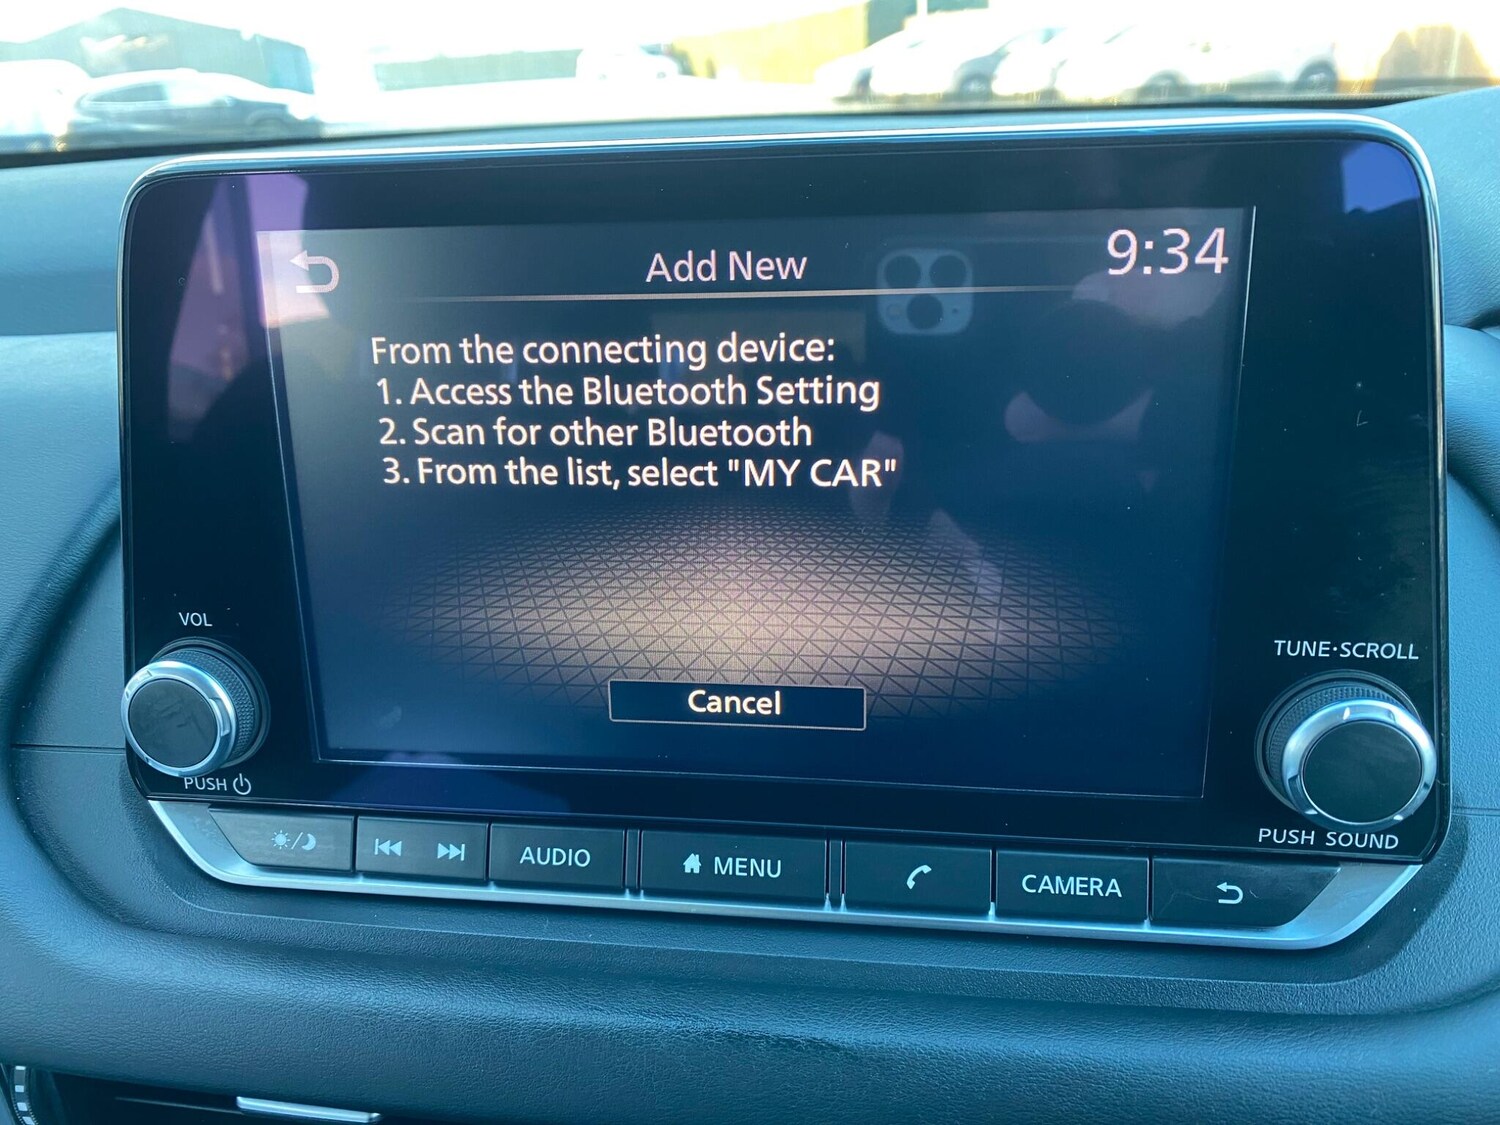 Add New
9:34
From the connecting device:
1. Access the Bluetooth Setting
2. Scan for other Bluetooth
3. From the list, select "MY CAR"
Cancel
VOL
PUSH
TUNE·SCROLL
PUSH SOUND
AUDIO
MENU
CAMERA